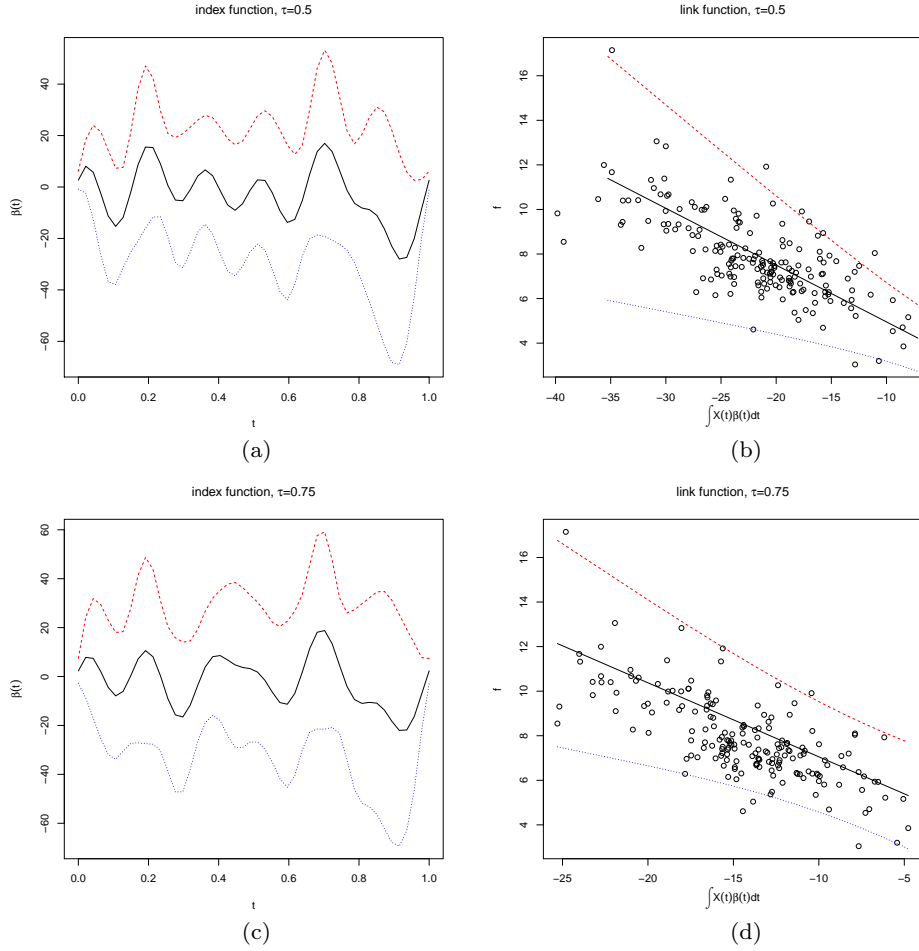 index function, τ=0.5
link function, τ=0.5
β(t)
40
20
0
−20
−40
−60
0.0 0.2 0.4 0.6 0.8 1.0
t
f
16
14
12
10
8
6
4
−40 −35 −30 −25 −20 −15 −10
∫X(t)β(t)dt
(a)
(b)
index function, τ=0.75
link function, τ=0.75
β(t)
60
40
20
0
−20
−40
−60
0.0 0.2 0.4 0.6 0.8 1.0
t
f
16
14
12
10
8
6
4
−25 −20 −15 −10 −5
∫X(t)β(t)dt
(c)
(d)